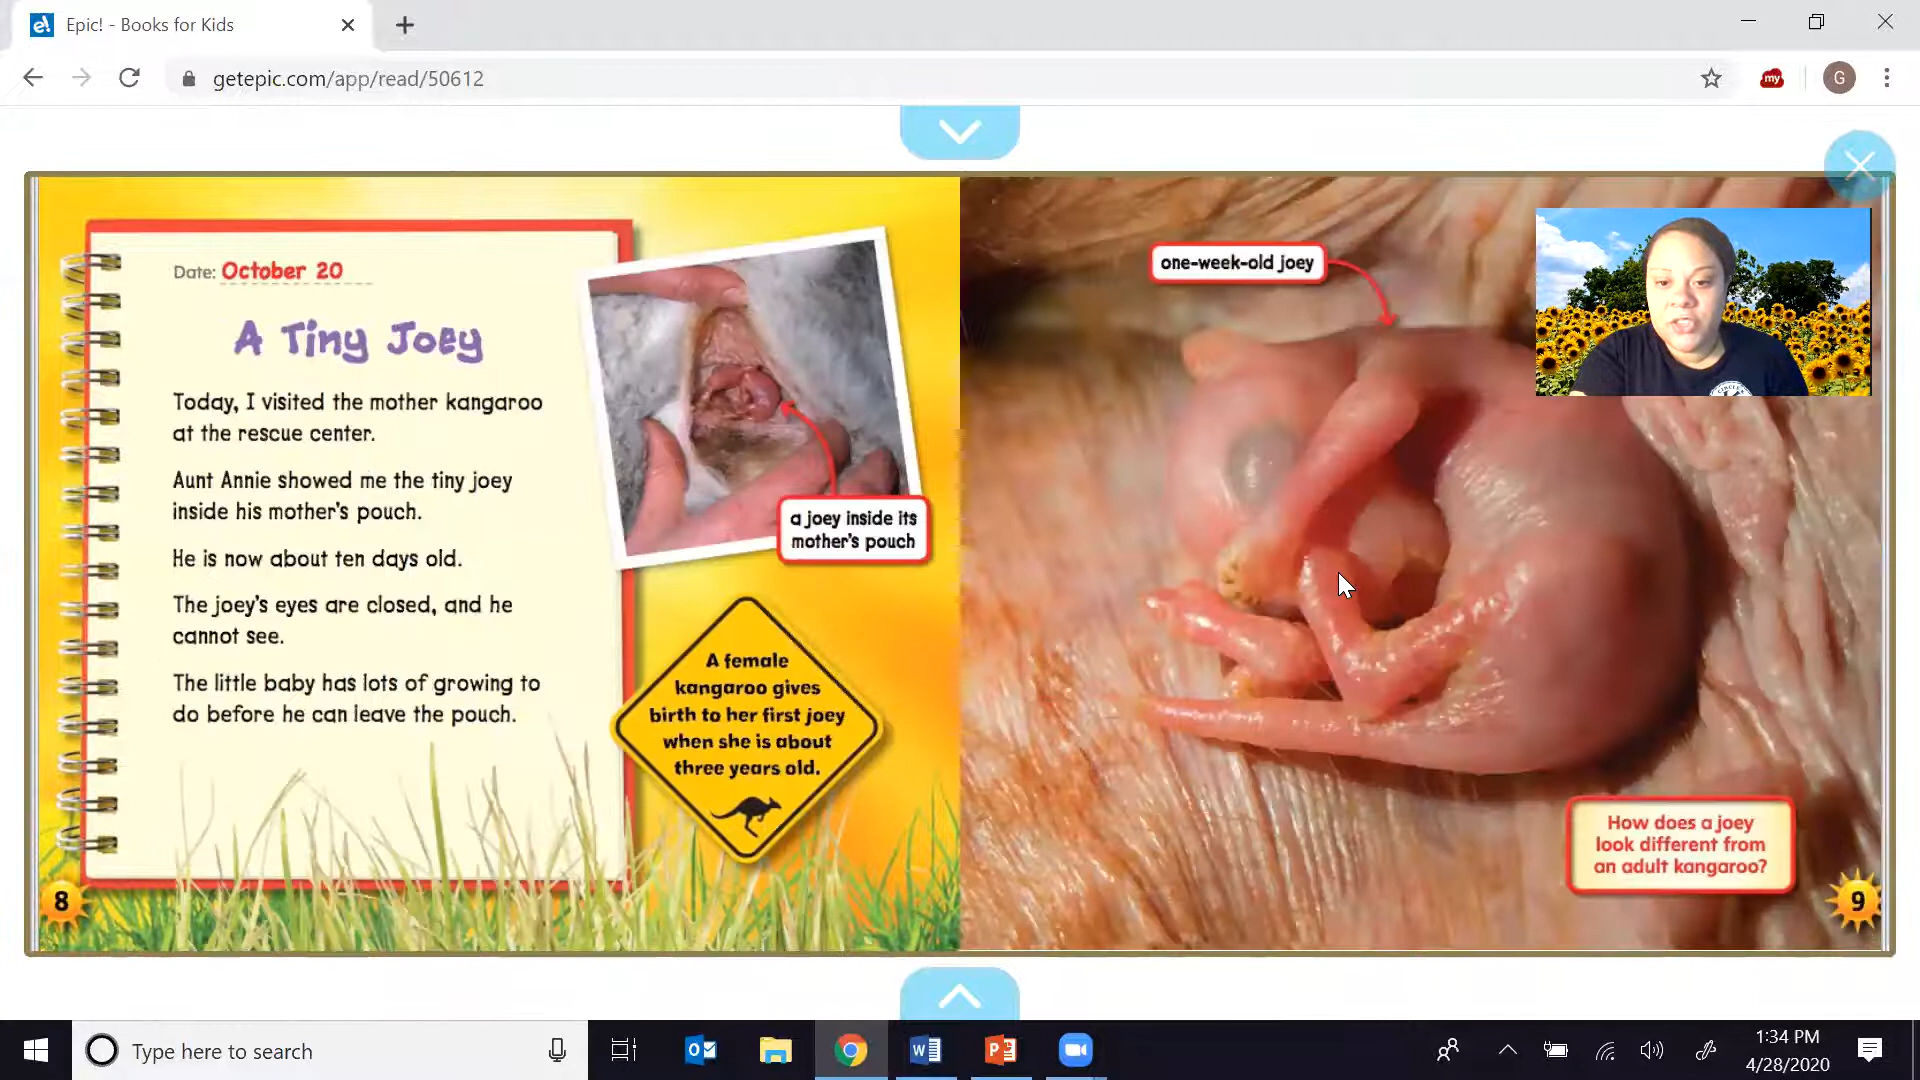 Epic! - Books for Kids
getepic.com/app/read/50612
my
G
Date: October 20
A Tiny Joey
Today, I visited the mother kangaroo
at the rescue center.
Aunt Annie showed me the tiny joey
inside his mother's pouch.
He is now about ten days old.
The joey's eyes are closed, and he
cannot see.
The little baby has lots of growing to
do before he can leave the pouch.
a joey inside its
mother's pouch
A female
kangaroo gives
birth to her first joey
when she is about
three years old.
8
one-week-old joey
How does a joey
look different from
an adult kangaroo?
9
Type here to search
1:34 PM
4/28/2020